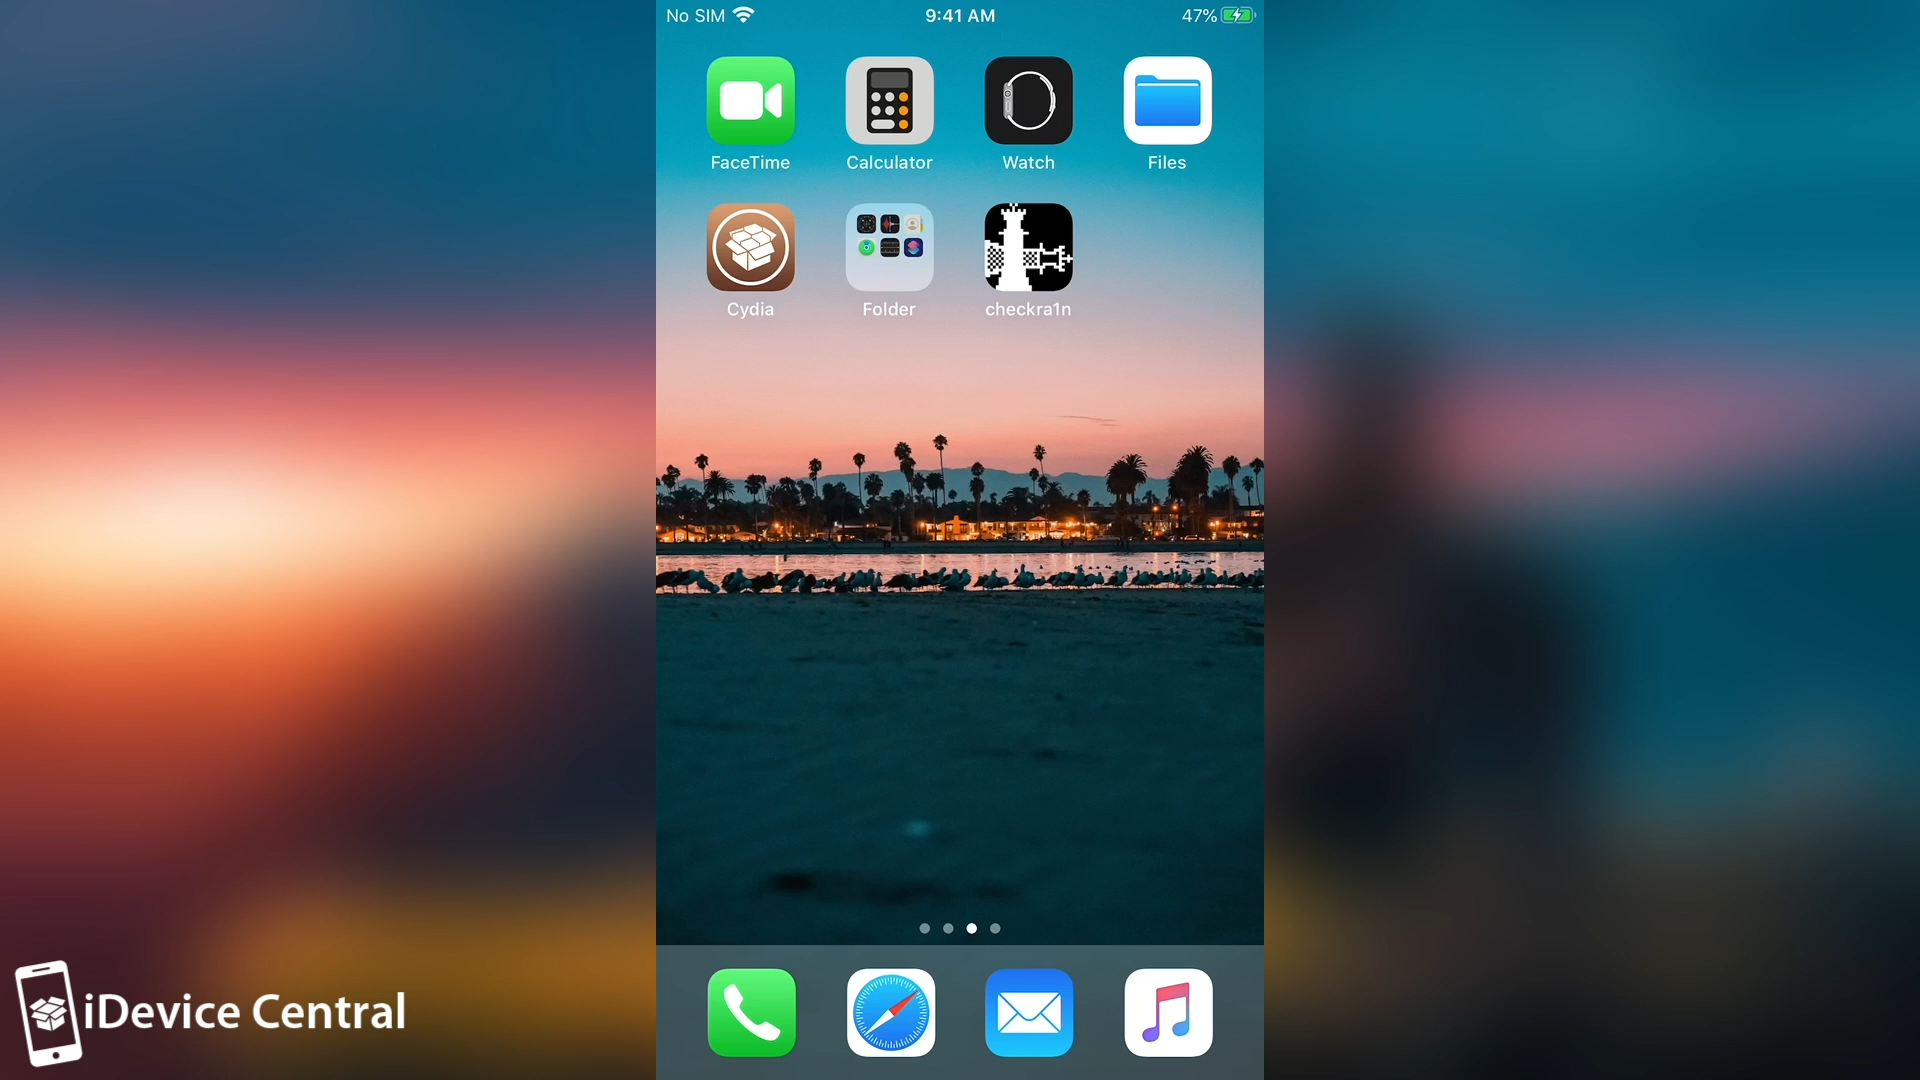 No SIM 9:41 AM 47%
FaceTime Calculator Watch Files
Cydia Folder checkra1n
iDevice Central